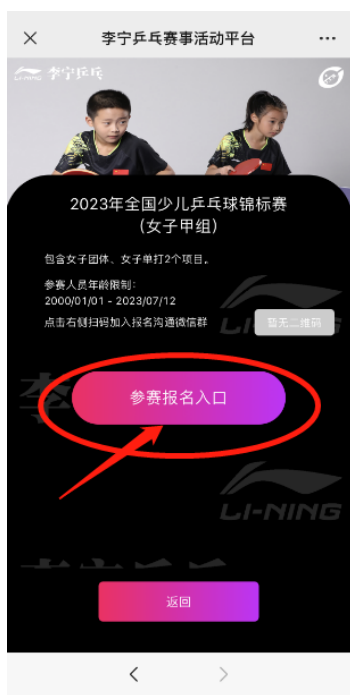 李宁乒乓赛事活动平台
李宁乒乓
2023年全国少儿乒乓球锦标赛
(女子甲组)
包含女子团体、女子单打2个项目。
参赛人员年龄限制：
2000/01/01 - 2023/07/12
点击右侧扫码加入报名沟通微信群
暂无二维码
参赛报名入口
LI-NING
返回